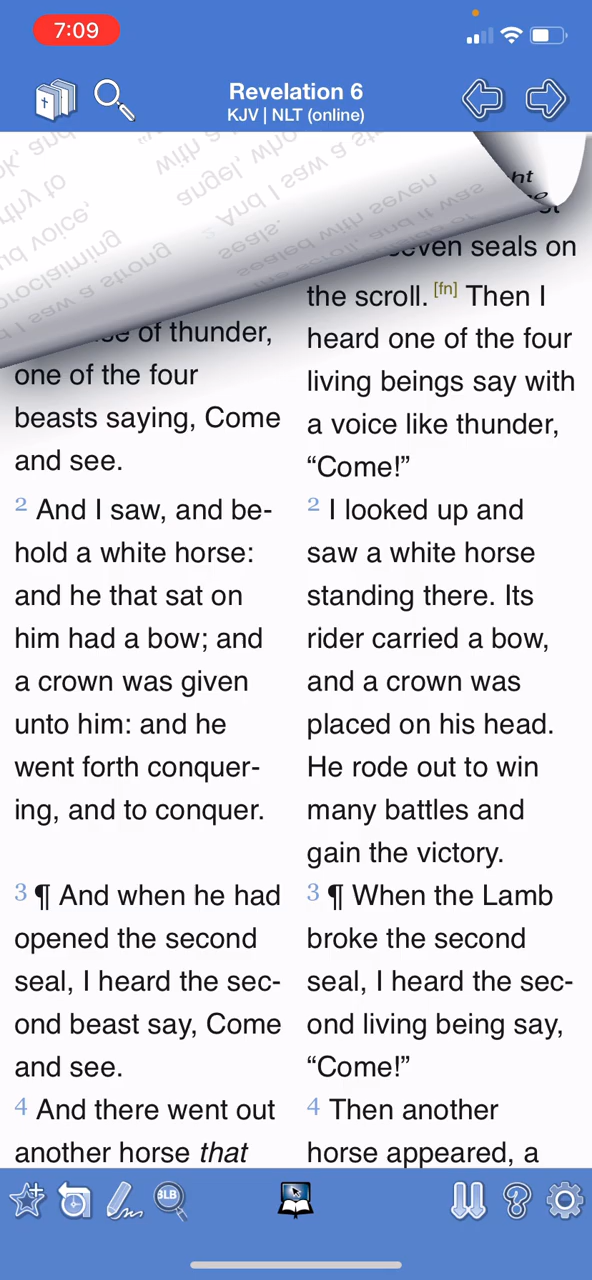 7:09
Revelation 6
KJV | NLT (online)
seven seals on
the scroll. [fn] Then I
heard one of the four
living beings say with
a voice like thunder,
“Come!”
2 I looked up and
saw a white horse
standing there. Its
rider carried a bow,
and a crown was
placed on his head.
He rode out to win
many battles and
gain the victory.
3 ¶ When the Lamb
broke the second
seal, I heard the sec-
ond living being say,
“Come!”
4 Then another
horse appeared, a
of thunder,
one of the four
beasts saying, Come
and see.
2 And I saw, and be-
hold a white horse:
and he that sat on
him had a bow; and
a crown was given
unto him: and he
went forth conquer-
ing, and to conquer.
3 ¶ And when he had
opened the second
seal, I heard the sec-
ond beast say, Come
and see.
4 And there went out
another horse that
BLB